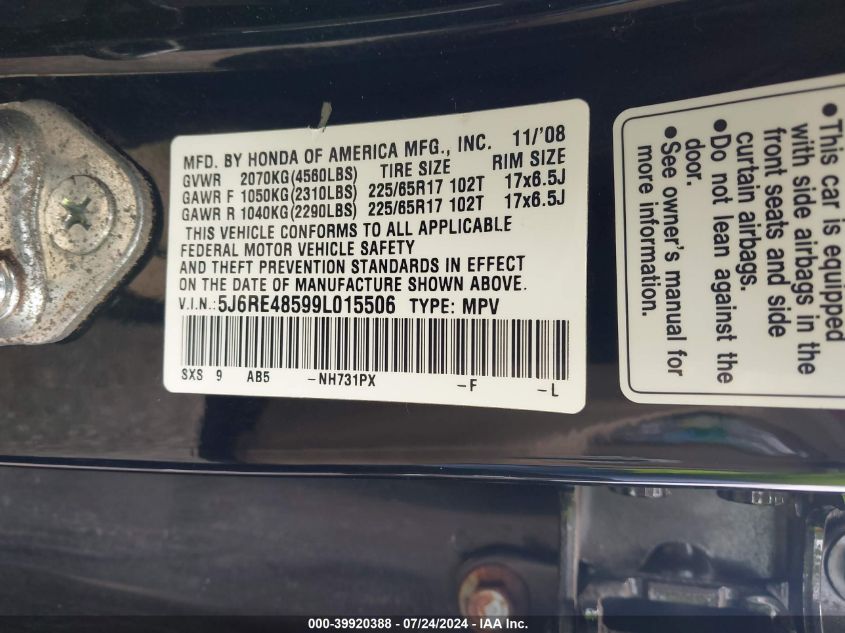 MFD. BY HONDA OF AMERICA MFG., INC. 11/'08
GVWR 2070KG(4560LBS) TIRE SIZE RIM SIZE
GAWR F 1050KG(2310LBS) 225/65R17 102T 17x6.5J
GAWR R 1040KG(2290LBS) 225/65R17 102T 17x6.5J
THIS VEHICLE CONFORMS TO ALL APPLICABLE
FEDERAL MOTOR VEHICLE SAFETY
AND THEFT PREVENTION STANDARDS IN EFFECT
ON THE DATE OF MANUFACTURE SHOWN ABOVE.
V.I.N.: 5J6RE48599L015506 TYPE: MPV
SXS 9 AB5 -NH731PX -F -L
•This car is equipped
with side airbags in the
front seats and side
curtain airbags.
•Do not lean against the
door.
•See owner's manual for
more information.
000-39920388 - 07/24/2024 - IAA Inc.